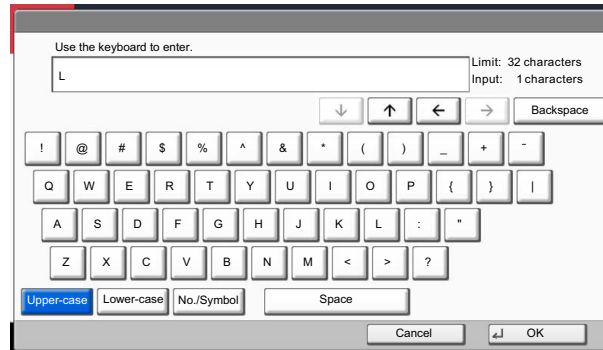 Use the keyboard to enter.
L
Limit: 32 characters
Input: 1 characters
↓ ↑ ← → Backspace
! @ # $ % ^ & * ( ) _ + ~
Q W E R T Y U I O P { } |
A S D F G H J K L : "
Z X C V B N M < > ?
Upper-case Lower-case No./Symbol Space
Cancel OK